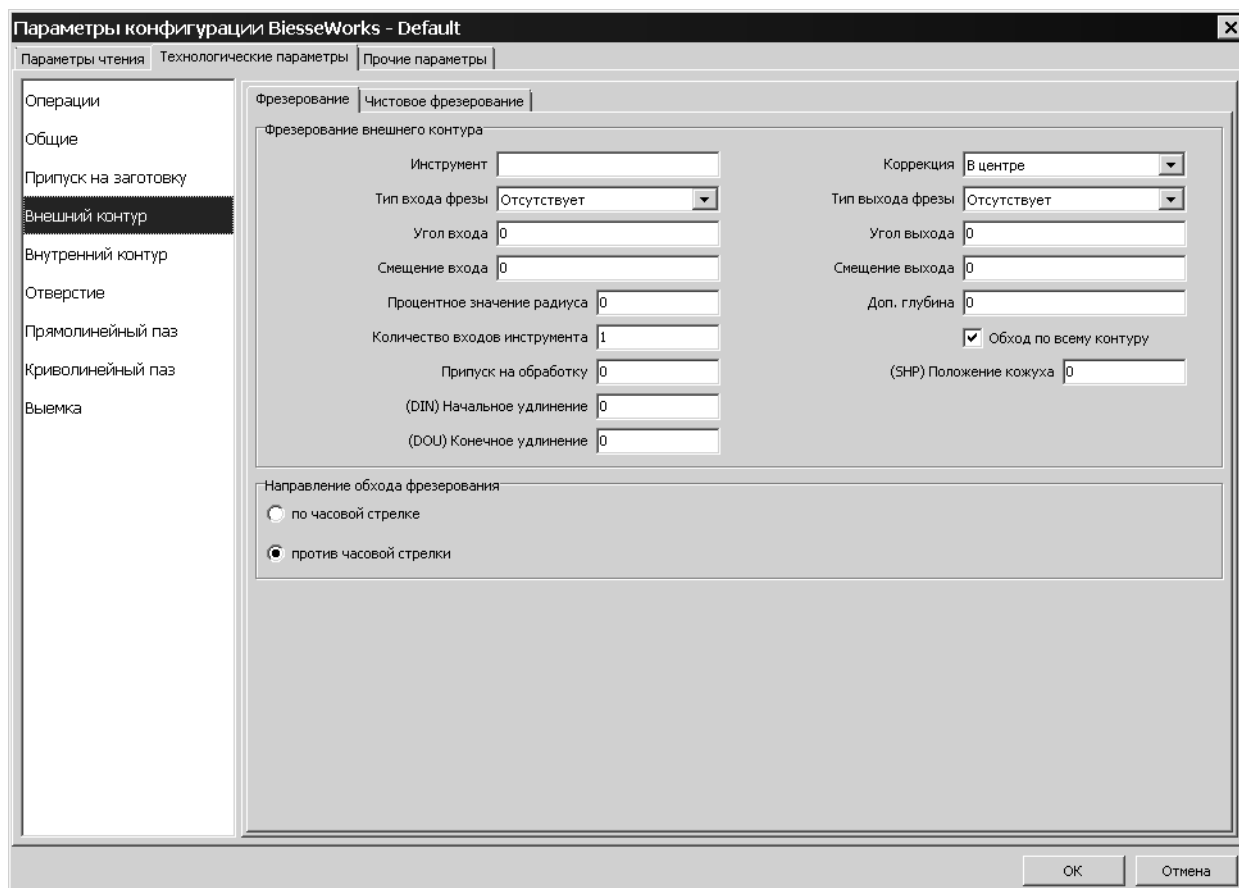 Параметры конфигурации BiesseWorks - Default
Параметры чтения Технологические параметры Прочие параметры
Операции
Общие
Припуск на заготовку
Внешний контур
Внутренний контур
Отверстие
Прямолинейный паз
Криволинейный паз
Выемка
Фрезерование Чистовое фрезерование
Фрезерование внешнего контура
Инструмент Коррекция В центре
Тип входа фрезы Отсутствует Тип выхода фрезы Отсутствует
Угол входа 0 Угол выхода 0
Смещение входа 0 Смещение выхода 0
Процентное значение радиуса 0 Доп. глубина 0
Количество входов инструмента 1 Обход по всему контуру
Припуск на обработку 0 (SHP) Положение кожуха 0
(DIN) Начальное удлинение 0
(DOU) Конечное удлинение 0
Направление обхода фрезерования
по часовой стрелке
против часовой стрелки
OK Отмена